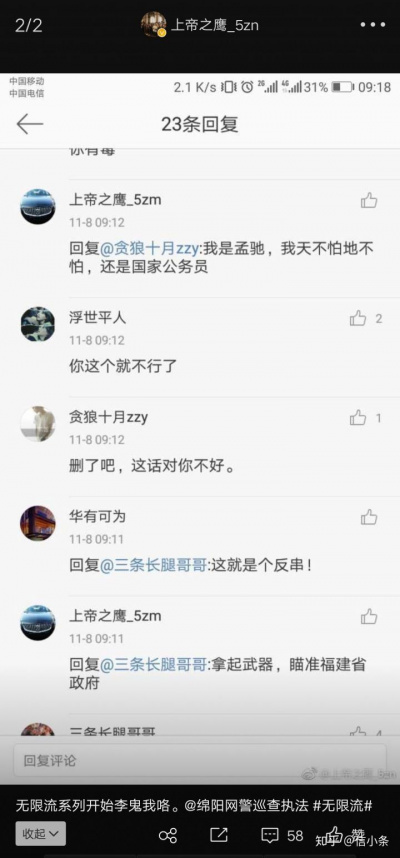 2/2
上帝之鹰_5zn
中国移动
中国电信
2.1 K/s
31%
09:18
23条回复
你有毒
上帝之鹰_5zm
11-8 09:12
回复@贪狼十月zzy:我是孟驰，我天不怕地不
怕，还是国家公务员
浮世平人
2
11-8 09:12
你这个就不行了
贪狼十月zzy
1
11-8 09:12
删了吧，这话对你不好。
华有可为
11-8 09:11
回复@三条长腿哥哥:这就是个反串！
上帝之鹰_5zm
11-8 09:11
回复@三条长腿哥哥:拿起武器，瞄准福建省
政府
三条长腿哥哥
4
回复评论
@上帝之鹰_5zn
无限流系列开始李鬼我咯。@绵阳网警巡查执法 #无限流#
收起
58
赞
知乎 @信小条